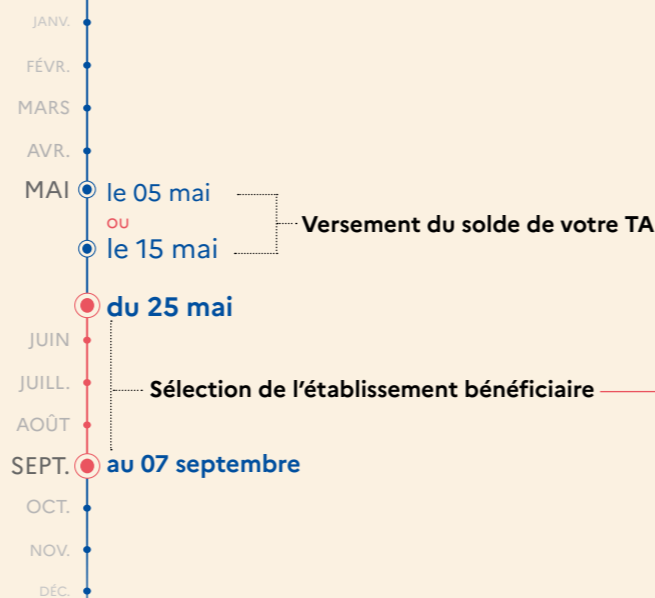 JANV.
FÉVR.
MARS
AVR.
MAI
le 05 mai
ou
le 15 mai
Versement du solde de votre TA
du 25 mai
JUIN
JUILL.
Sélection de l’établissement bénéficiaire
AOÛT
SEPT.
au 07 septembre
OCT.
NOV.
DÉC.